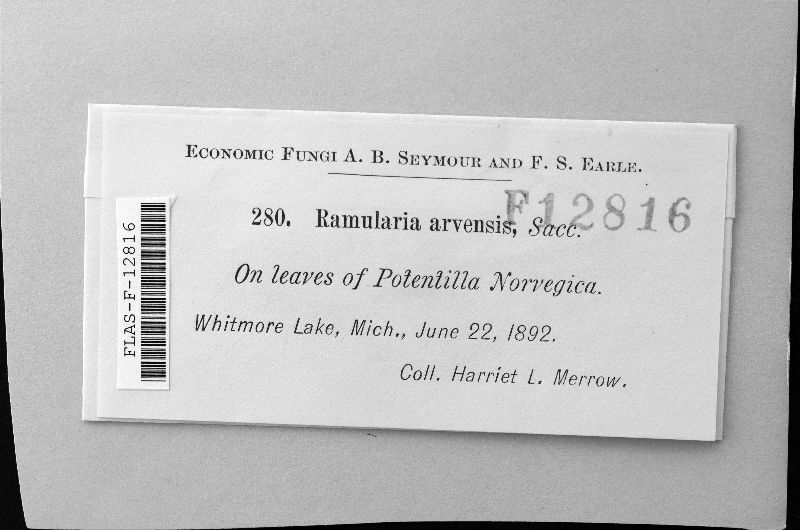 Economic Fungi A. B. Seymour and F. S. Earle.
F12816
280. Ramularia arvensis, Sacc.
On leaves of Potentilla Norvegica.
Whitmore Lake, Mich., June 22, 1892.
Coll. Harriet L. Merrow.
FLAS-F-12816